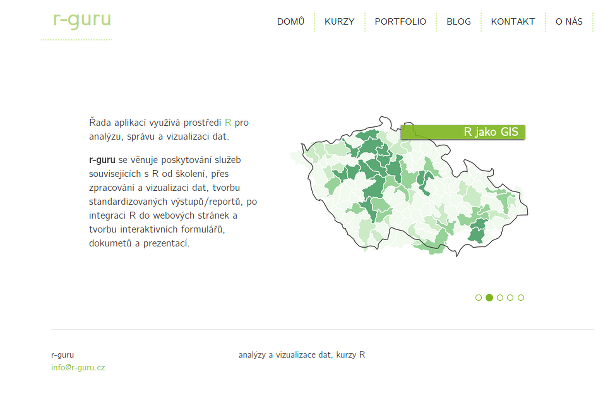 r-guru
DOMŮ KURZY PORTFOLIO BLOG KONTAKT O NÁS
Řada aplikací využívá prostředí R pro
analýzu, správu a vizualizaci dat.
r-guru se věnuje poskytování služeb
souvisejících s R od školení, přes
zpracování a vizualizaci dat, tvorbu
standardizovaných výstupů/reportů, po
integraci R do webových stránek a
tvorbu interaktivních formulářů,
dokumetů a prezentací.
R jako GIS
r-guru
info@r-guru.cz
analýzy a vizualizace dat, kurzy R